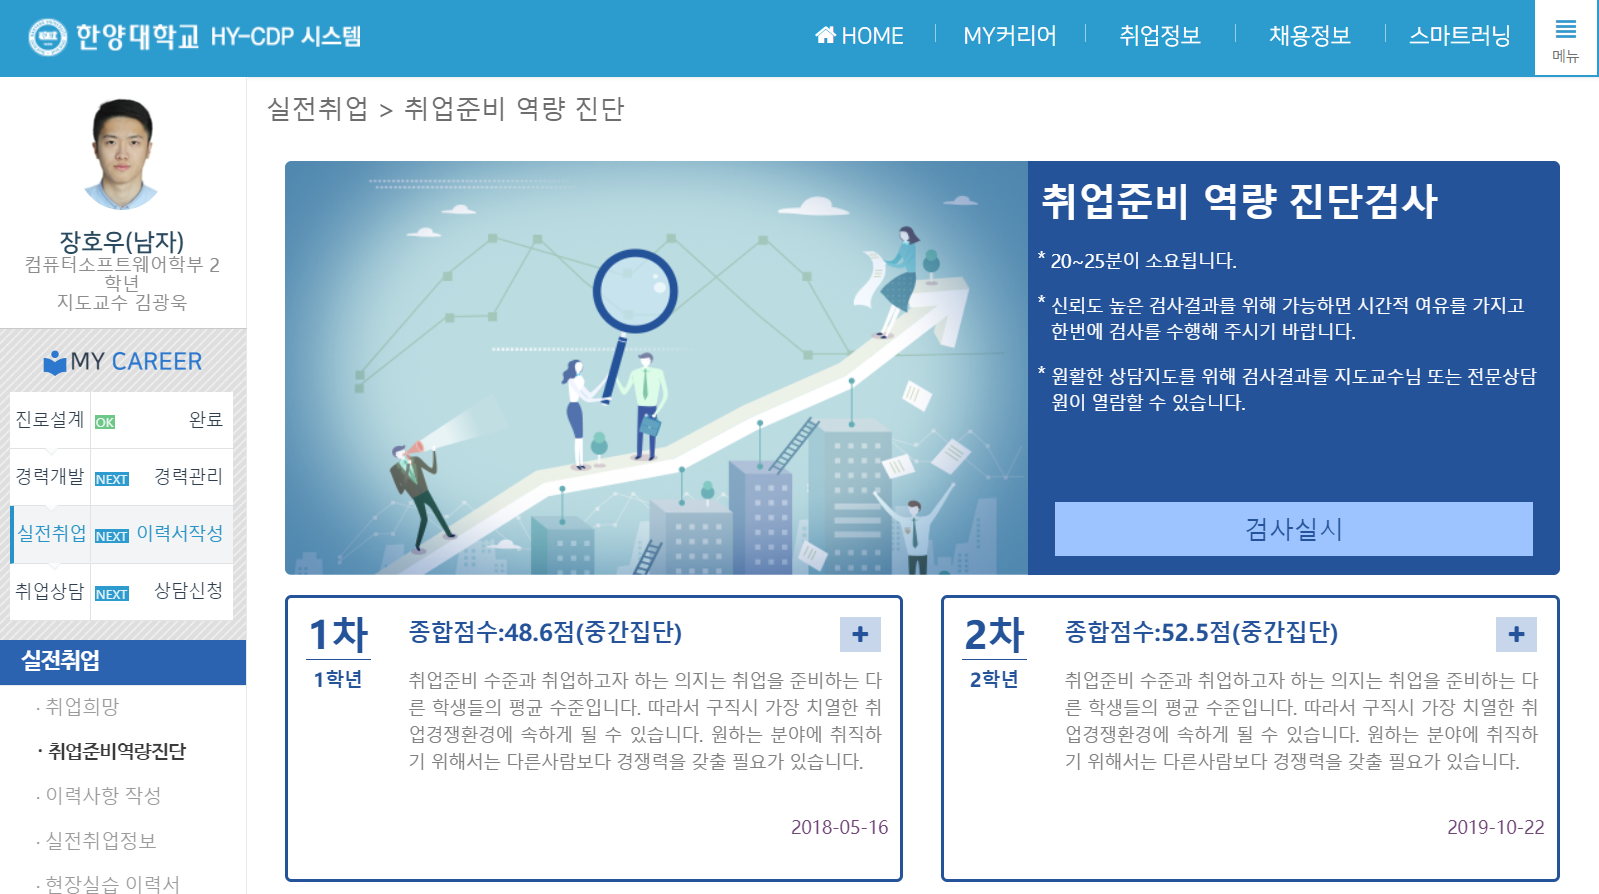 한양대학교 HY-CDP 시스템
HOME
MY커리어
취업정보
채용정보
스마트러닝
메뉴
장호우(남자)
컴퓨터소프트웨어학부 2
학년
지도교수 김광욱
MY CAREER
진로설계 OK 완료
경력개발 NEXT 경력관리
실전취업 NEXT 이력서작성
취업상담 NEXT 상담신청
실전취업
· 취업희망
· 취업준비역량진단
· 이력사항 작성
· 실전취업정보
· 현장실습 이력서
실전취업 > 취업준비 역량 진단
취업준비 역량 진단검사
* 20~25분이 소요됩니다.
* 신뢰도 높은 검사결과를 위해 가능하면 시간적 여유를 가지고
한번에 검사를 수행해 주시기 바랍니다.
* 원활한 상담지도를 위해 검사결과를 지도교수님 또는 전문상담
원이 열람할 수 있습니다.
검사실시
1차
1학년
종합점수:48.6점(중간집단)
+
취업준비 수준과 취업하고자 하는 의지는 취업을 준비하는 다
른 학생들의 평균 수준입니다. 따라서 구직시 가장 치열한 취
업경쟁환경에 속하게 될 수 있습니다. 원하는 분야에 취직하
기 위해서는 다른사람보다 경쟁력을 갖출 필요가 있습니다.
2018-05-16
2차
2학년
종합점수:52.5점(중간집단)
+
취업준비 수준과 취업하고자 하는 의지는 취업을 준비하는 다
른 학생들의 평균 수준입니다. 따라서 구직시 가장 치열한 취
업경쟁환경에 속하게 될 수 있습니다. 원하는 분야에 취직하
기 위해서는 다른사람보다 경쟁력을 갖출 필요가 있습니다.
2019-10-22